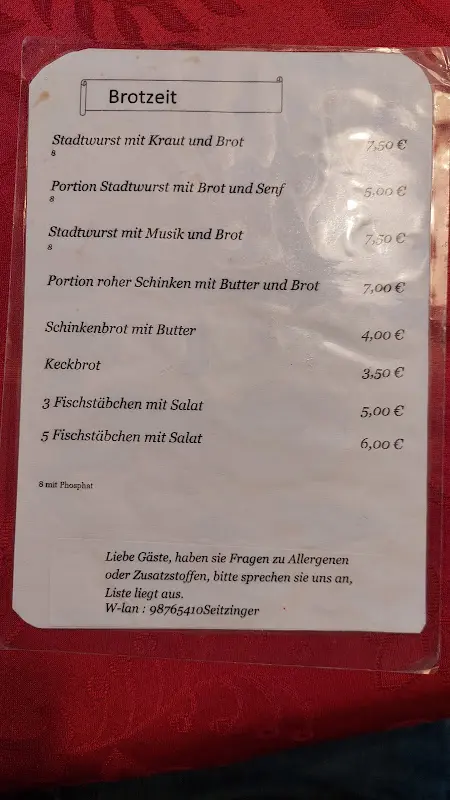 Brotzeit
Stadtwurst mit Kraut und Brot 7,50 €
8
Portion Stadtwurst mit Brot und Senf 5,00 €
8
Stadtwurst mit Musik und Brot 7,50 €
8
Portion roher Schinken mit Butter und Brot 7,00 €
Schinkenbrot mit Butter 4,00 €
Keckbrot 3,50 €
3 Fischstäbchen mit Salat 5,00 €
5 Fischstäbchen mit Salat 6,00 €
8 mit Phosphat
Liebe Gäste, haben sie Fragen zu Allergenen
oder Zusatzstoffen, bitte sprechen sie uns an,
Liste liegt aus.
W-lan : 98765410Seitzinger